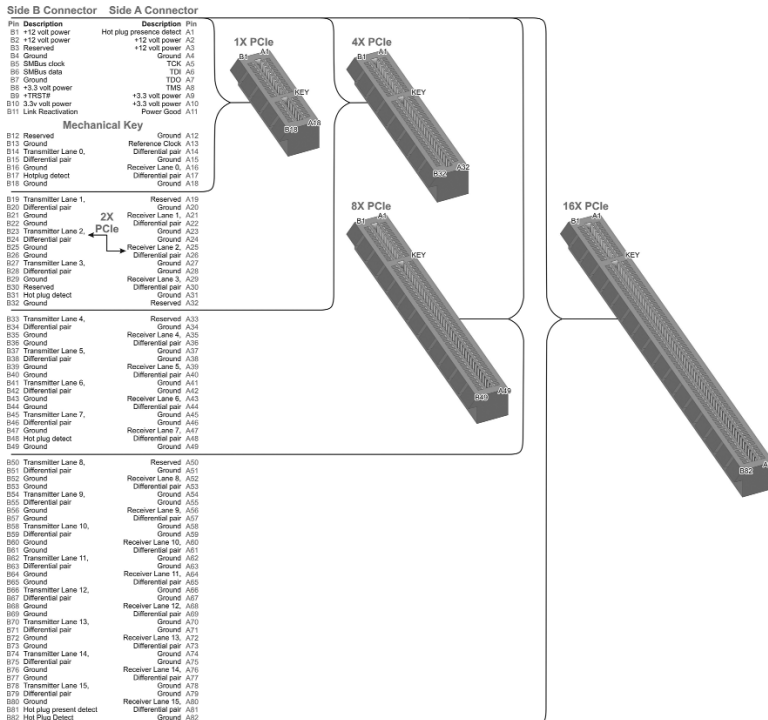 Side B Connector Side A Connector
Pin Description Description Pin
B1 +12 volt power Hot plug presence detect A1
B2 +12 volt power +12 volt power A2
B3 Reserved +12 volt power A3
B4 Ground Ground A4
B5 SMBus clock TCK A5
B6 SMBus data TDI A6
B7 Ground TDO A7
B8 +3.3 volt power TMS A8
B9 +TRST# +3.3 volt power A9
B10 3.3v volt power +3.3 volt power A10
B11 Link Reactivation Power Good A11
Mechanical Key
B12 Reserved Ground A12
B13 Ground Reference Clock A13
B14 Transmitter Lane 0, Differential pair A14
B15 Differential pair Ground A15
B16 Ground Receiver Lane 0, A16
B17 Hotplug detect Differential pair A17
B18 Ground Ground A18
B19 Transmitter Lane 1, Reserved A19
B20 Differential pair Ground A20
B21 Ground Receiver Lane 1, A21
B22 Ground Differential pair A22
B23 Transmitter Lane 2, Ground A23
B24 Differential pair Ground A24
B25 Ground Receiver Lane 2, A25
B26 Ground Differential pair A26
B27 Transmitter Lane 3, Ground A27
B28 Differential pair Ground A28
B29 Ground Receiver Lane 3, A29
B30 Reserved Differential pair A30
B31 Hot plug detect Ground A31
B32 Ground Reserved A32
2X
PCIe
B33 Transmitter Lane 4, Reserved A33
B34 Differential pair Ground A34
B35 Ground Receiver Lane 4, A35
B36 Ground Differential pair A36
B37 Transmitter Lane 5, Ground A37
B38 Differential pair Ground A38
B39 Ground Receiver Lane 5, A39
B40 Ground Differential pair A40
B41 Transmitter Lane 6, Ground A41
B42 Differential pair Ground A42
B43 Ground Receiver Lane 6, A43
B44 Ground Differential pair A44
B45 Transmitter Lane 7, Ground A45
B46 Differential pair Ground A46
B47 Ground Receiver Lane 7, A47
B48 Hot plug detect Differential pair A48
B49 Ground Ground A49
B50 Transmitter Lane 8, Reserved A50
B51 Differential pair Ground A51
B52 Ground Receiver Lane 8, A52
B53 Ground Differential pair A53
B54 Transmitter Lane 9, Ground A54
B55 Differential pair Ground A55
B56 Ground Receiver Lane 9, A56
B57 Ground Differential pair A57
B58 Transmitter Lane 10, Ground A58
B59 Differential pair Ground A59
B60 Ground Receiver Lane 10, A60
B61 Ground Differential pair A61
B62 Transmitter Lane 11, Ground A62
B63 Differential pair Ground A63
B64 Ground Receiver Lane 11, A64
B65 Ground Differential pair A65
B66 Transmitter Lane 12, Ground A66
B67 Differential pair Ground A67
B68 Ground Receiver Lane 12, A68
B69 Ground Differential pair A69
B70 Transmitter Lane 13, Ground A70
B71 Differential pair Ground A71
B72 Ground Receiver Lane 13, A72
B73 Ground Differential pair A73
B74 Transmitter Lane 14, Ground A74
B75 Differential pair Ground A75
B76 Ground Receiver Lane 14, A76
B77 Ground Differential pair A77
B78 Transmitter Lane 15, Ground A78
B79 Differential pair Ground A79
B80 Ground Receiver Lane 15, A80
B81 Hot plug present detect Differential pair A81
B82 Hot Plug Detect Ground A82
1X PCIe
B1 A1
KEY
B18 A18
4X PCIe
B1 A1
KEY
B32 A32
8X PCIe
B1 A1
KEY
B49 A49
16X PCIe
B1 A1
KEY
B82